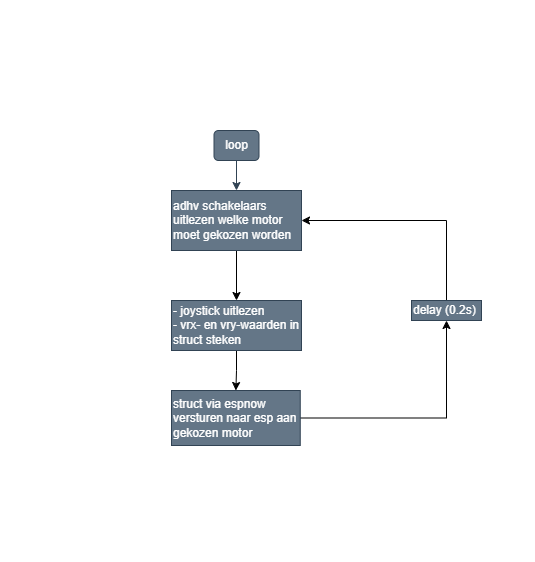 loop
adhv schakelaars
uitlezen welke motor
moet gekozen worden
- joystick uitlezen
- vrx- en vry-waarden in
struct steken
delay (0.2s)
struct via espnow
versturen naar esp aan
gekozen motor